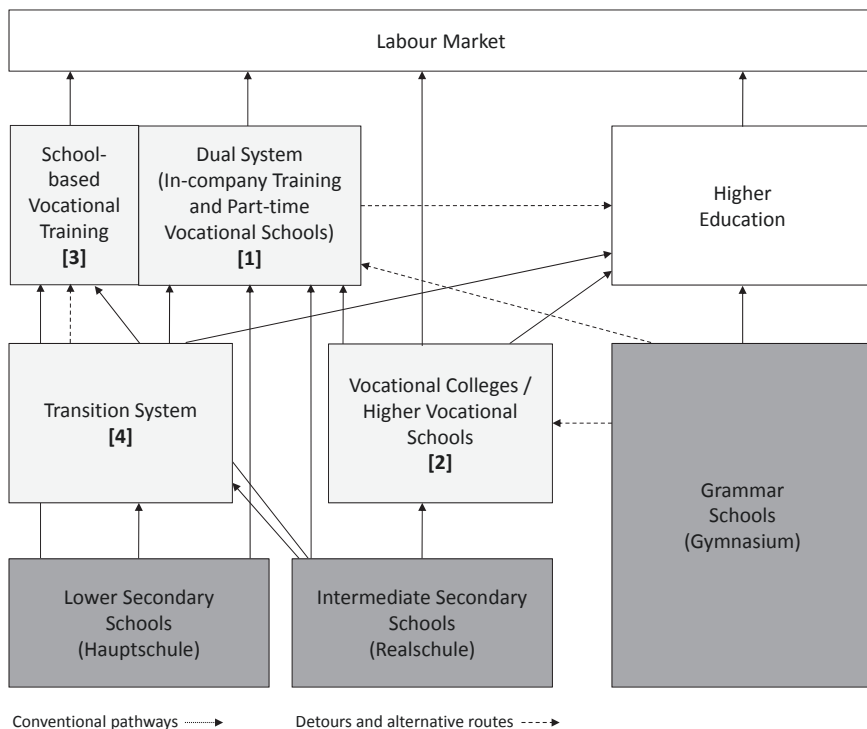 Labour Market
School-
based
Vocational
Training
[3]
Dual System
(In-company Training
and Part-time
Vocational Schools)
[1]
Higher
Education
Transition System
[4]
Vocational Colleges /
Higher Vocational
Schools
[2]
Grammar
Schools
(Gymnasium)
Lower Secondary
Schools
(Hauptschule)
Intermediate Secondary
Schools
(Realschule)
Conventional pathways
Detours and alternative routes